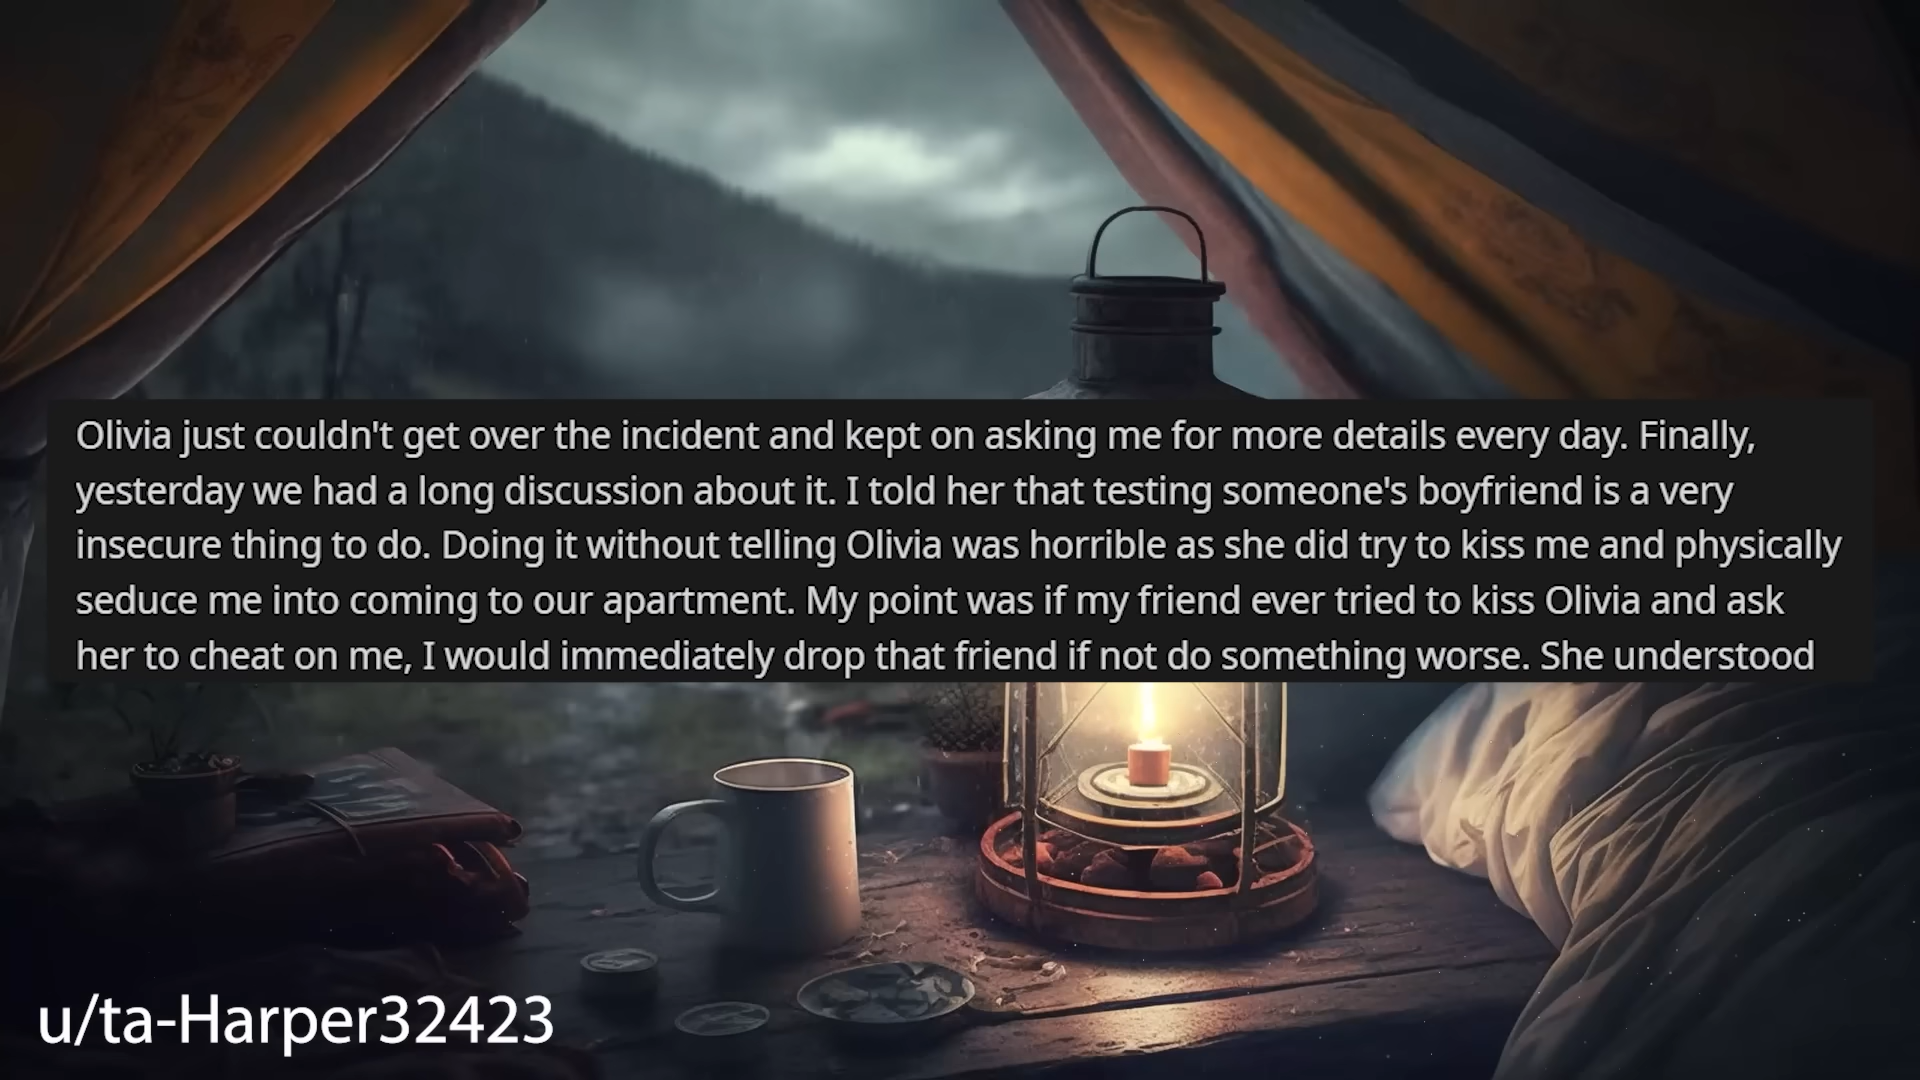 Olivia just couldn't get over the incident and kept on asking me for more details every day. Finally,
yesterday we had a long discussion about it. I told her that testing someone's boyfriend is a very
insecure thing to do. Doing it without telling Olivia was horrible as she did try to kiss me and physically
seduce me into coming to our apartment. My point was if my friend ever tried to kiss Olivia and ask
her to cheat on me, I would immediately drop that friend if not do something worse. She understood
u/ta-Harper32423